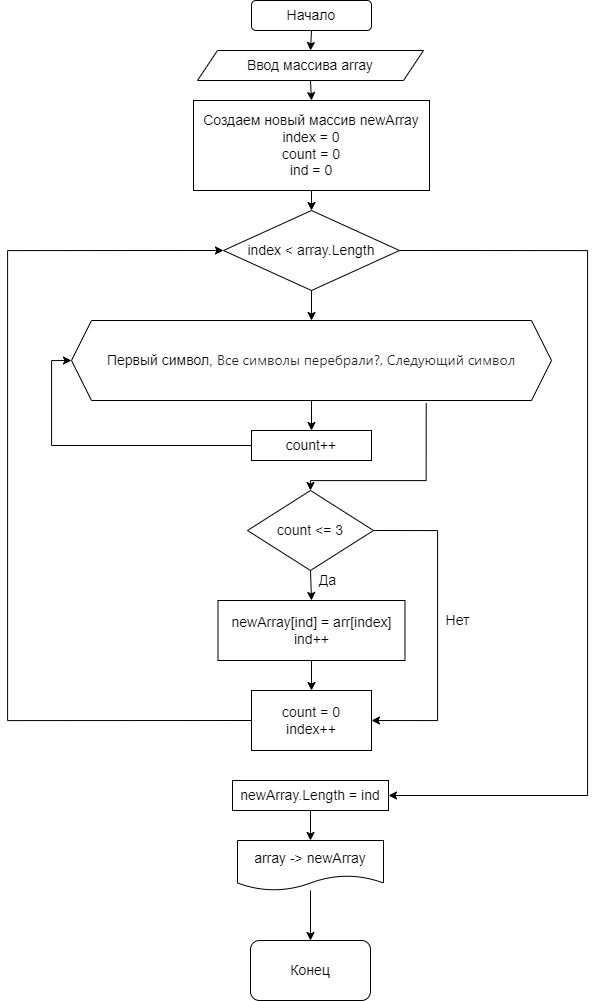 Начало
Ввод массива array
Создаем новый массив newArray
index = 0
count = 0
ind = 0
index < array.Length
Первый символ, Все символы перебрали?, Следующий символ
count++
count <= 3
Да
newArray[ind] = arr[index]
ind++
Нет
count = 0
index++
newArray.Length = ind
array -> newArray
Конец